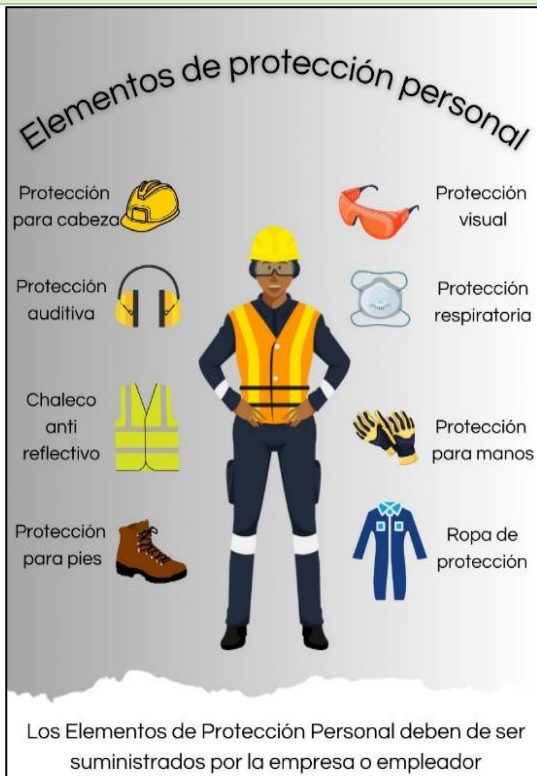 Elementos de protección personal
Protección
para cabeza
Protección
visual
Protección
auditiva
Protección
respiratoria
Chaleco
anti
reflectivo
Protección
para manos
Protección
para pies
Ropa de
protección
Los Elementos de Protección Personal deben de ser
suministrados por la empresa o empleador